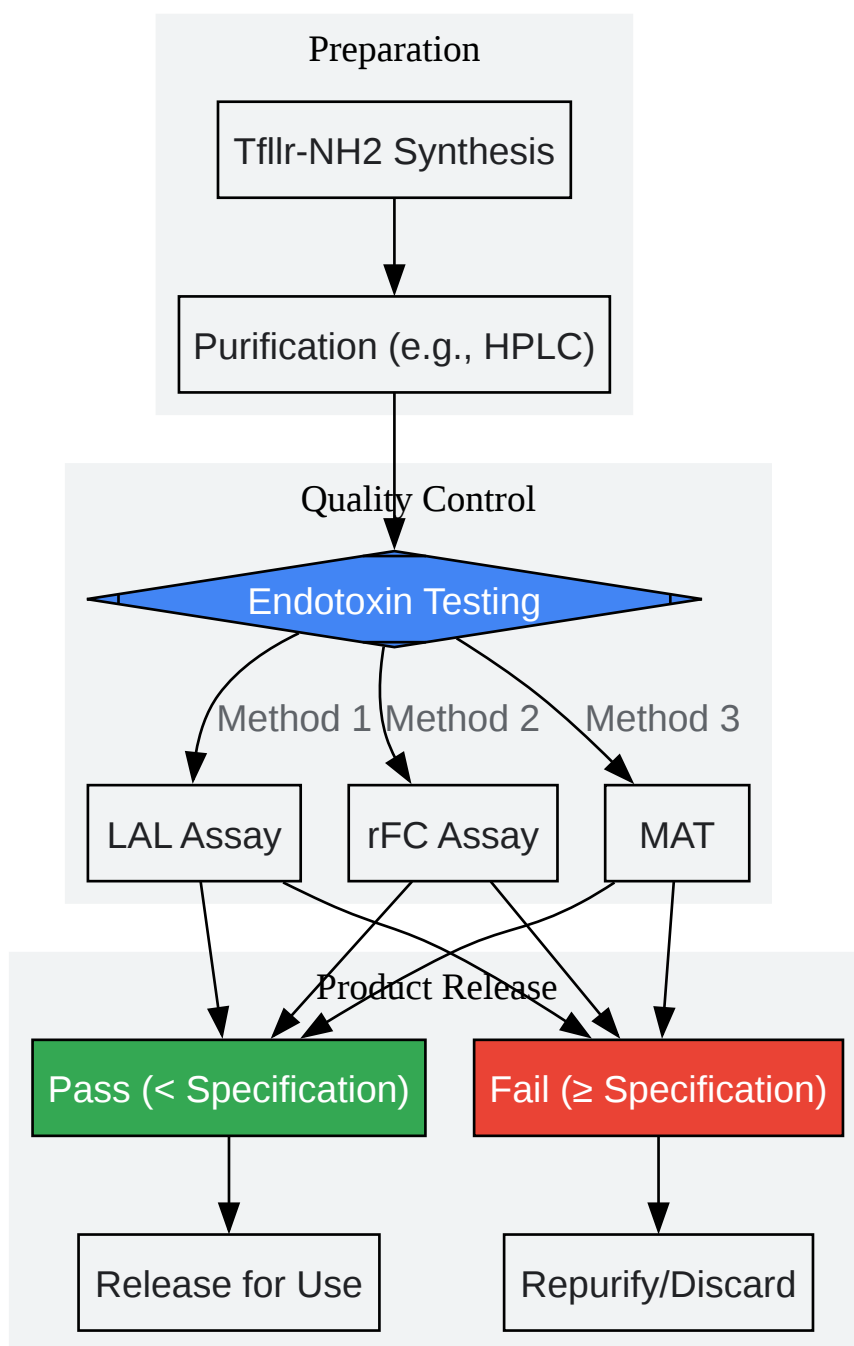 Preparation
Tfllr-NH2 Synthesis
Purification (e.g., HPLC)
Quality Control
Endotoxin Testing
Method 1
Method 2
Method 3
LAL Assay
rFC Assay
MAT
Product Release
Pass (< Specification)
Fail (≥ Specification)
Release for Use
Repurify/Discard